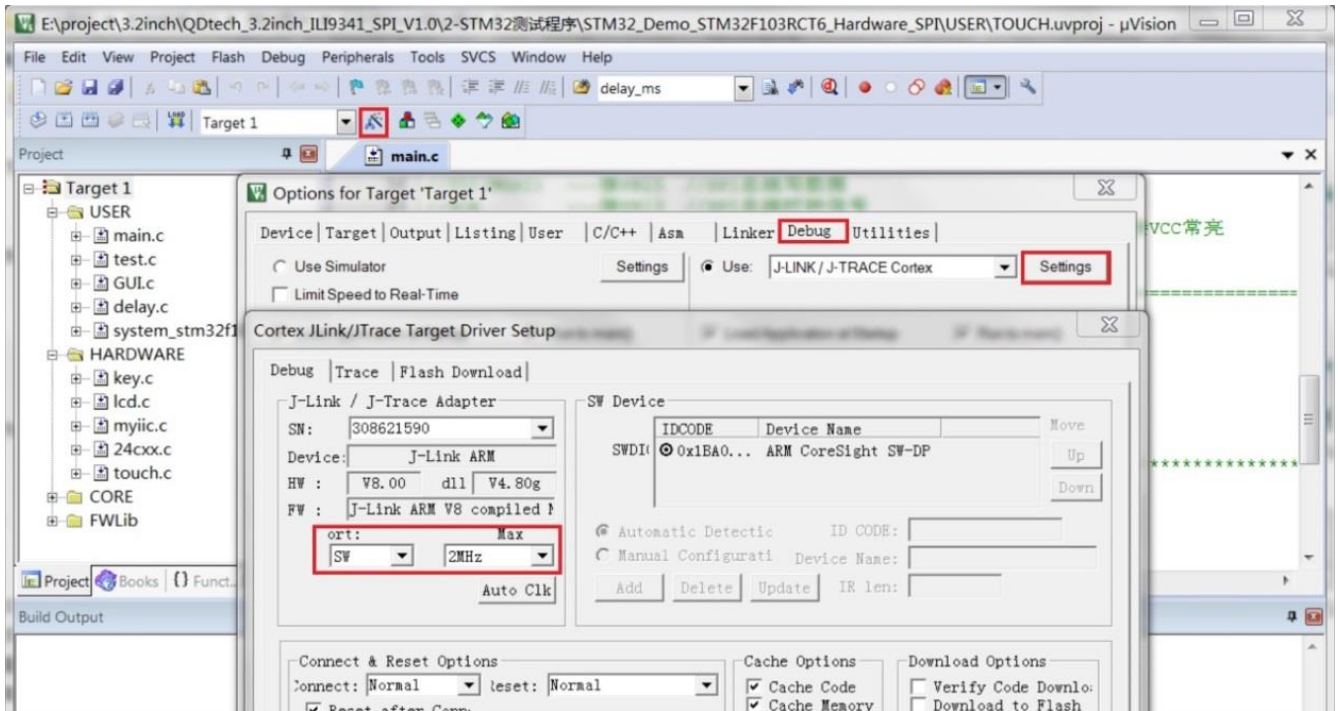 E:\project\3.2inch\QDtech_3.2inch_ILI9341_SPI_V1.0\2-STM32测试程序\STM32_Demo_STM32F103RCT6_Hardware_SPI\USER\TOUCH.uvproj - µVision
File Edit View Project Flash Debug Peripherals Tools SVCS Window Help
delay_ms
LOAD Target 1
Project main.c
Target 1
USER
main.c
test.c
GUI.c
delay.c
system_stm32f1
HARDWARE
key.c
lcd.c
myiic.c
24cxx.c
touch.c
CORE
FWLib
Project Books {} Funct..
Build Output
VCC常亮
Options for Target 'Target 1'
Device Target Output Listing User C/C++ Asm Linker Debug Utilities
Use Simulator Settings Use: J-LINK / J-TRACE Cortex Settings
Limit Speed to Real-Time
Cortex JLink/JTrace Target Driver Setup
Debug Trace Flash Download
J-Link / J-Trace Adapter
SN: 308621590
Device: J-Link ARM
HW : V8.00 dll V4.80g
FW : J-Link ARM V8 compiled M
ort: Max
SW 2MHz
Auto Clk
SW Device
IDCODE Device Name Move
SWDI 0x1BA0... ARM CoreSight SW-DP Up
Down
Automatic Detectic ID CODE:
Manual Configurati Device Name:
Add Delete Update IR len:
Connect & Reset Options
onnect: Normal eset: Normal
Reset after Conn
Cache Options
Cache Code
Cache Memory
Download Options
Verify Code Downlo
Download to Flash